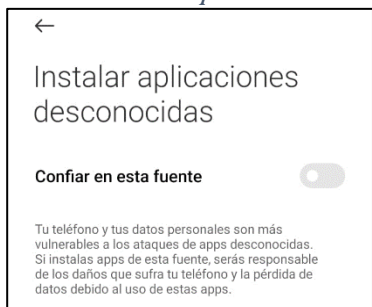 Instalar aplicaciones
desconocidas
Confiar en esta fuente
Tu teléfono y tus datos personales son más
vulnerables a los ataques de apps desconocidas.
Si instalas apps de esta fuente, serás responsable
de los daños que sufra tu teléfono y la pérdida de
datos debido al uso de estas apps.